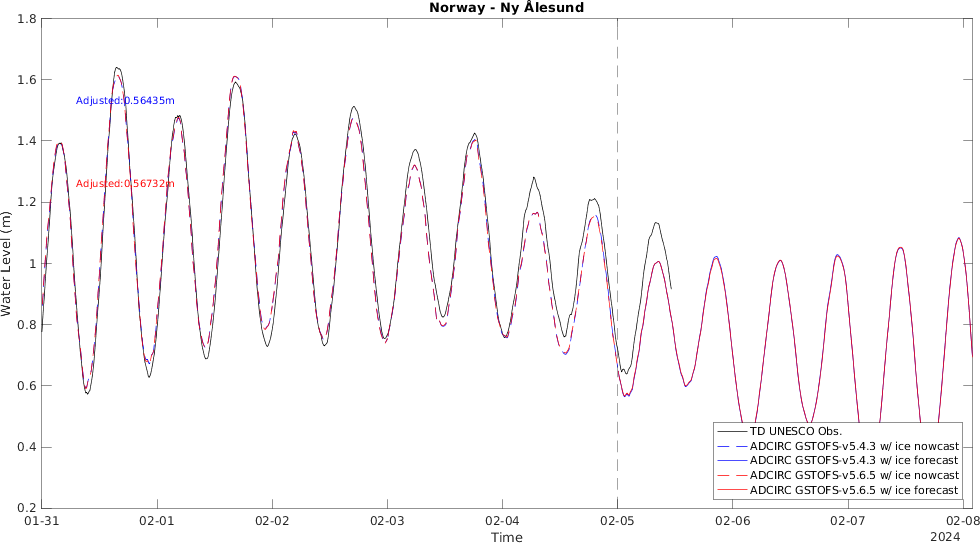 Norway - Ny Ålesund
1.8
1.6
1.4
1.2
1
0.8
0.6
0.4
0.2
Water Level (m)
Adjusted:0.56435m
Adjusted:0.56732m
TD UNESCO Obs.
ADCIRC GSTOFS-v5.4.3 w/ ice nowcast
ADCIRC GSTOFS-v5.4.3 w/ ice forecast
ADCIRC GSTOFS-v5.6.5 w/ ice nowcast
ADCIRC GSTOFS-v5.6.5 w/ ice forecast
01-31 02-01 02-02 02-03 02-04 02-05 02-06 02-07 02-08
Time
2024